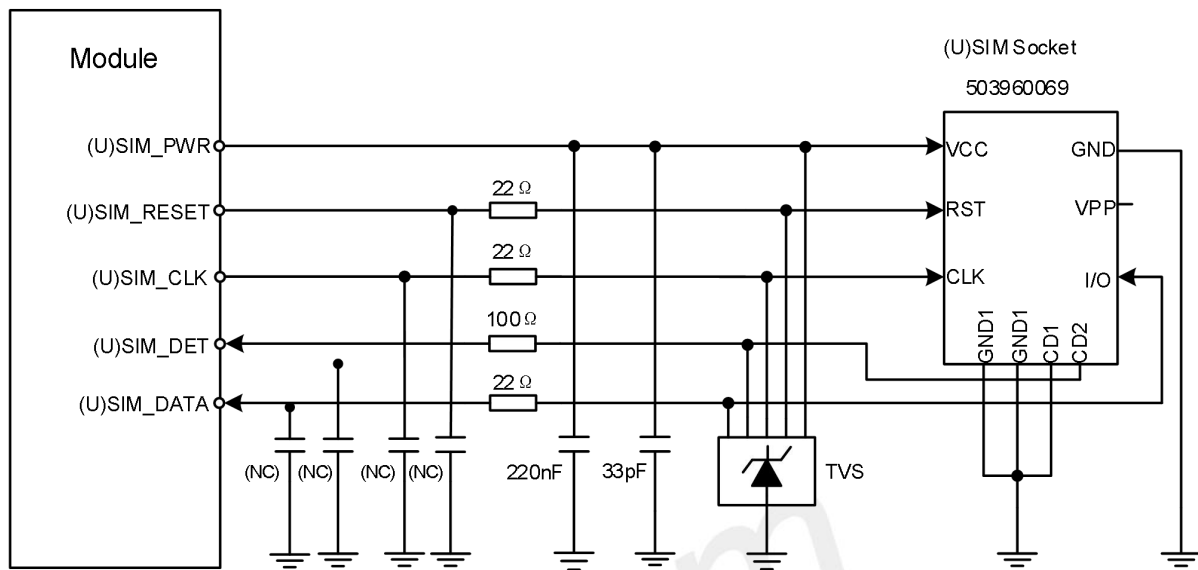 Module
(U)SIM Socket
503960069
(U)SIM_PWR
VCC
GND
22 Ω
(U)SIM_RESET
RST
VPP
22 Ω
(U)SIM_CLK
CLK
I/O
100 Ω
(U)SIM_DET
GND1
GND1
CD1
CD2
22 Ω
(U)SIM_DATA
(NC)
(NC)
(NC)
(NC)
220nF
33pF
TVS